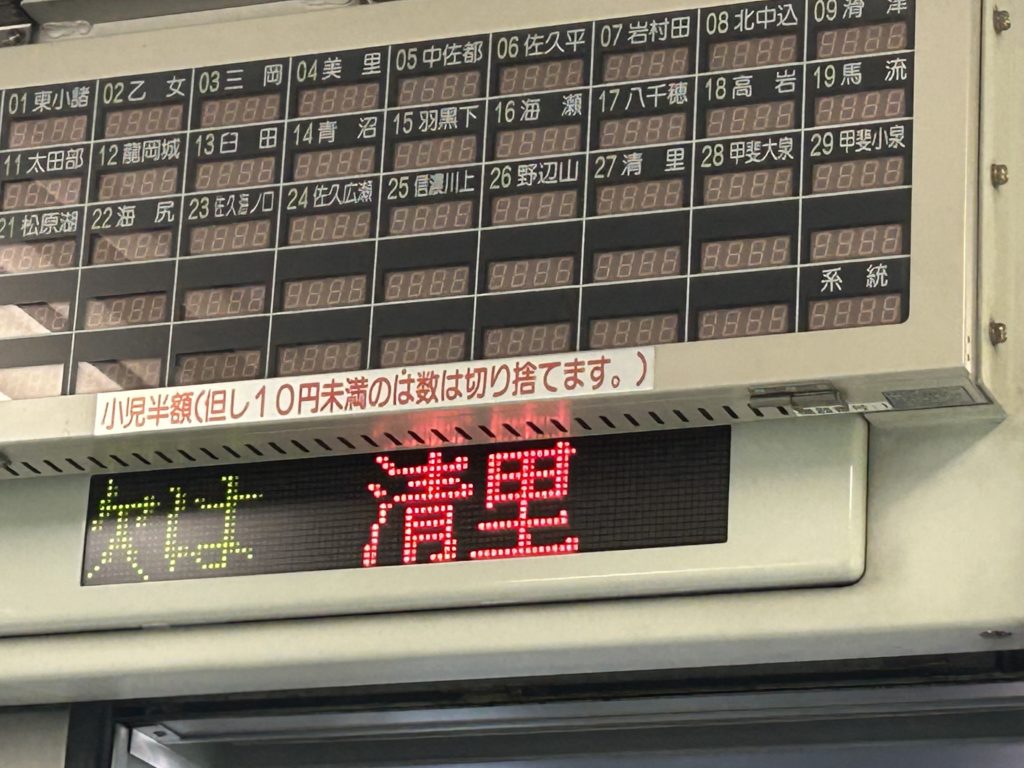 01 東小諸 02 乙女 03 三岡 04 美里 05 中佐都 06 佐久平 07 岩村田 08 北中込 09 滑津
11 太田部 12 龍岡城 13 臼田 14 青沼 15 羽黒下 16 海瀬 17 八千穂 18 高岩 19 馬流
21 松原湖 22 海尻 23 佐久海ノ口 24 佐久広瀬 25 信濃川上 26 野辺山 27 清里 28 甲斐大泉 29 甲斐小泉
系統
小児半額(但し10円未満のは数は切り捨てます。)
次は 清里